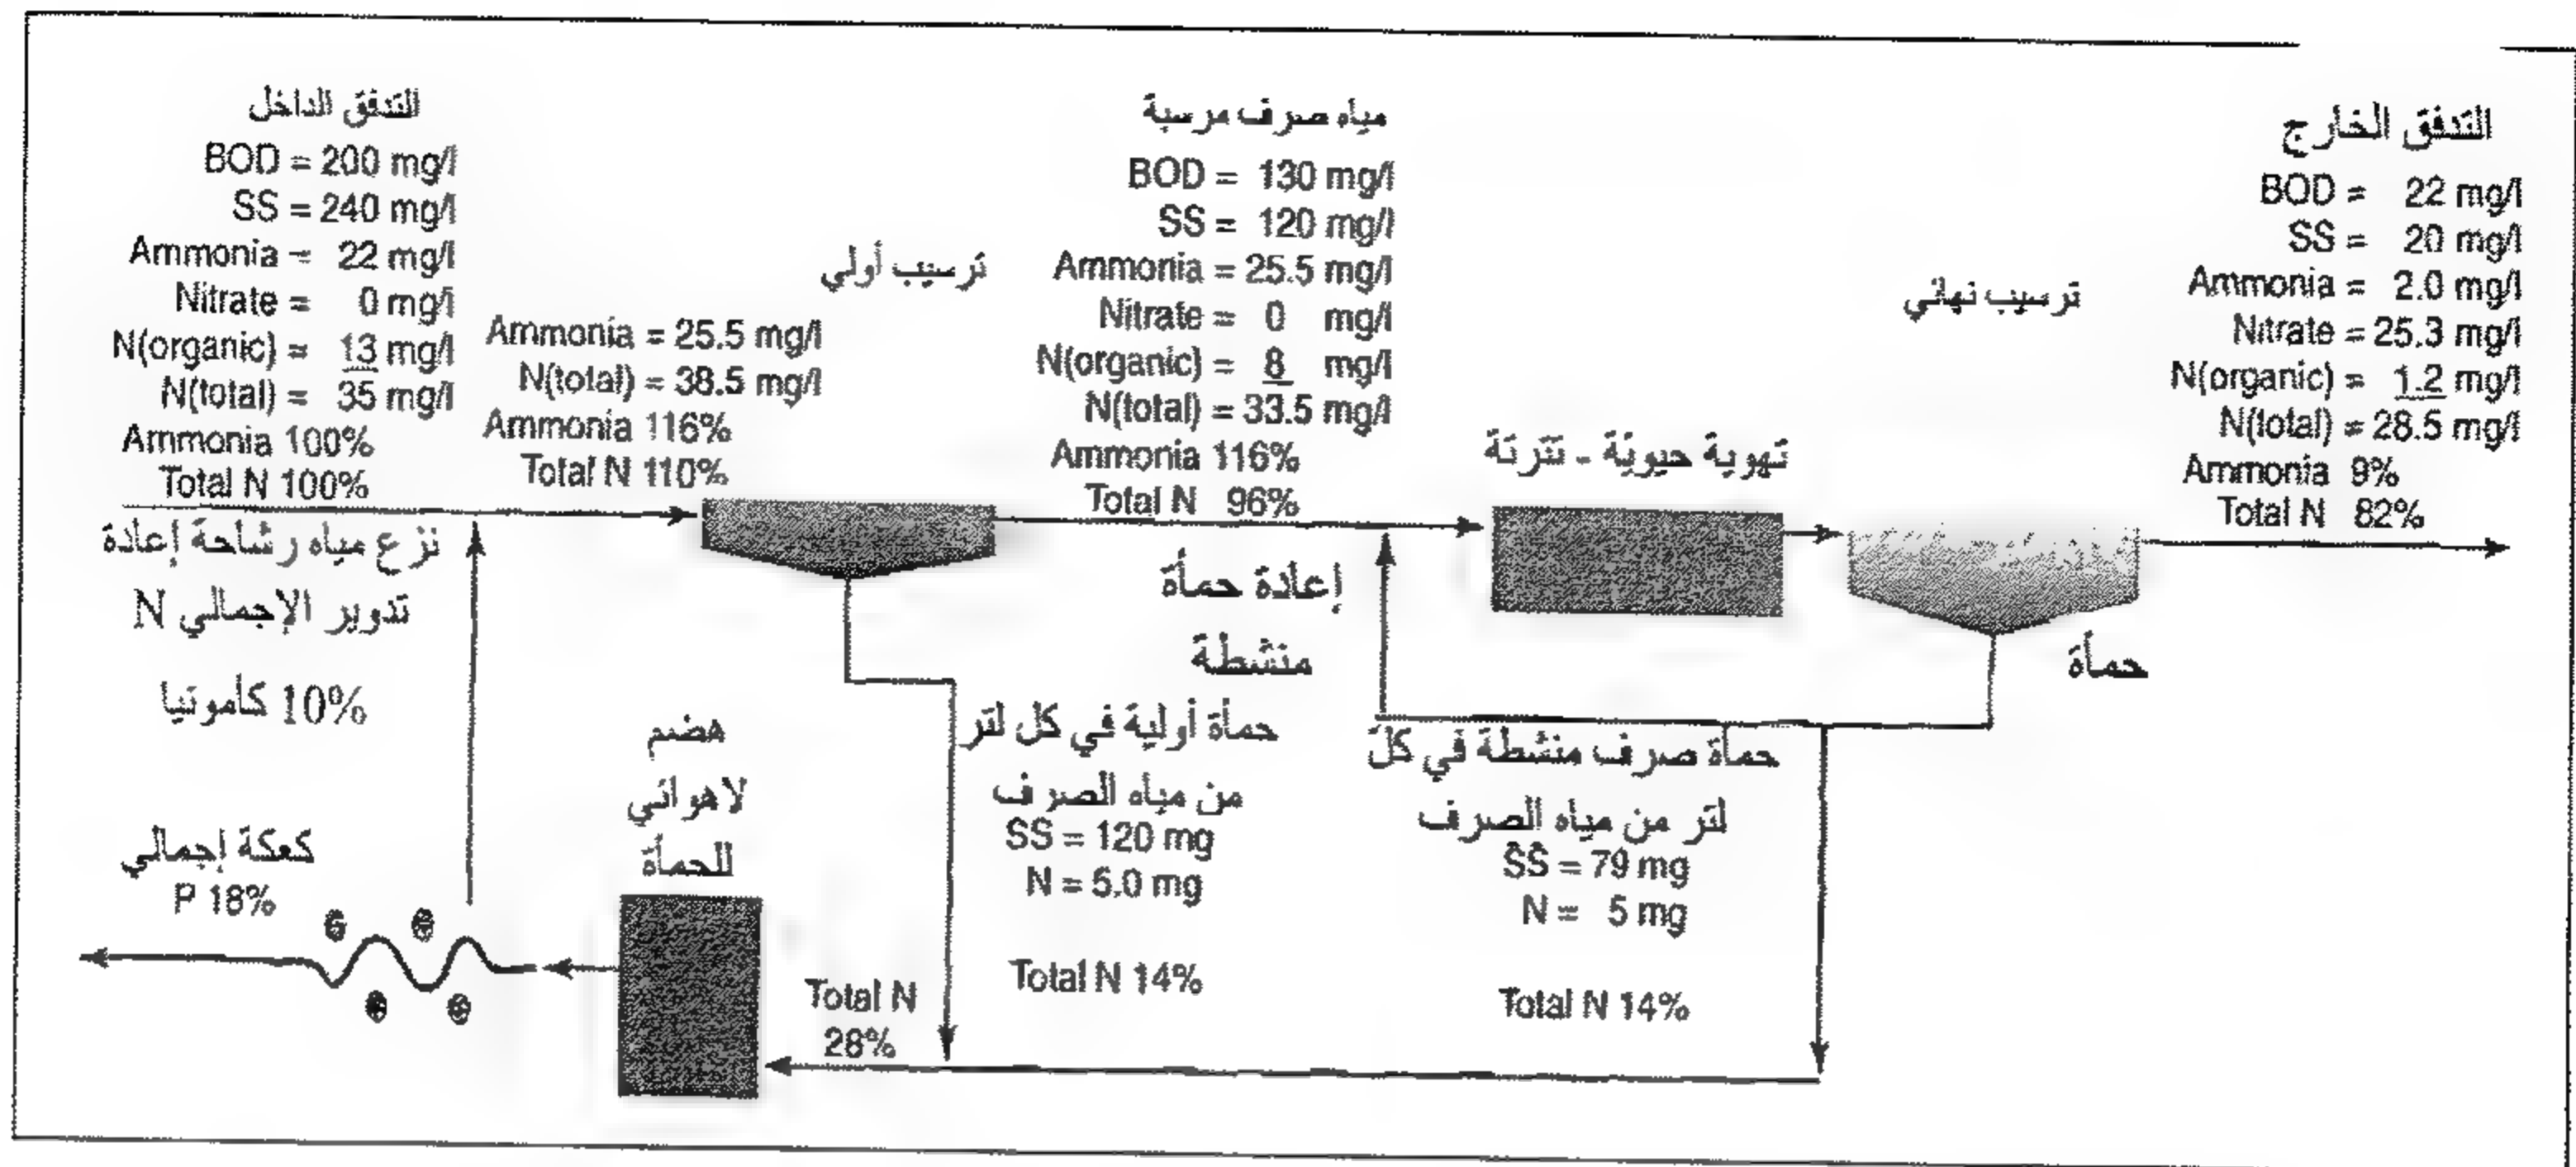 التدفق الداخل
BOD = 200 mg/l
SS = 240 mg/l
Ammonia = 22 mg/l
Nitrate = 0 mg/l
N(organic) = 13 mg/l
N(total) = 35 mg/l
Ammonia 100%
Total N 100%
نزع مياه رشاحة إعادة
تدوير الإجمالي N
10% كأمونيا
Ammonia = 25.5 mg/l
N(total) = 38.5 mg/l
Ammonia 116%
Total N 110%
ترسيب أولي
مياه صرف مرسبة
BOD = 130 mg/l
SS = 120 mg/l
Ammonia = 25.5 mg/l
Nitrate = 0 mg/l
N(organic) = 8 mg/l
N(total) = 33.5 mg/l
Ammonia 116%
Total N 96%
تهوية حيوية - نترتة
ترسيب نهائي
التدفق الخارج
BOD = 22 mg/l
SS = 20 mg/l
Ammonia = 2.0 mg/l
Nitrate = 25.3 mg/l
N(organic) = 1.2 mg/l
N(total) = 28.5 mg/l
Ammonia 9%
Total N 82%
إعادة حمأة
منشطة
حمأة
حمأة أولية في كل لتر
من مياه الصرف
SS = 120 mg
N = 5.0 mg
Total N 14%
حمأة صرف منشطة في كل
لتر من مياه الصرف
SS = 79 mg
N = 5 mg
Total N 14%
هضم
لاهوائي
للحمأة
Total N
28%
كعكة إجمالي
P 18%